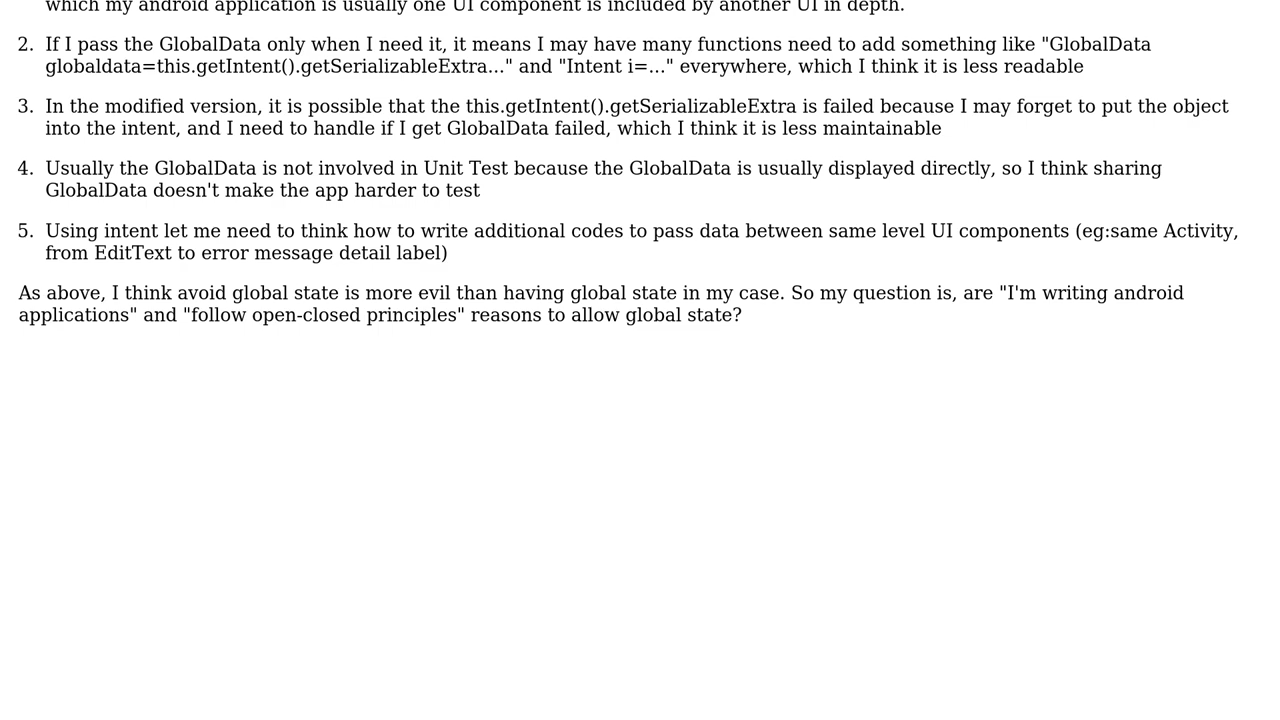 which my android application is usually one UI component is included by another UI in depth.
2. If I pass the GlobalData only when I need it, it means I may have many functions need to add something like "GlobalData
globaldata=this.getIntent().getSerializableExtra..." and "Intent i=..." everywhere, which I think it is less readable
3. In the modified version, it is possible that the this.getIntent().getSerializableExtra is failed because I may forget to put the object
into the intent, and I need to handle if I get GlobalData failed, which I think it is less maintainable
4. Usually the GlobalData is not involved in Unit Test because the GlobalData is usually displayed directly, so I think sharing
GlobalData doesn't make the app harder to test
5. Using intent let me need to think how to write additional codes to pass data between same level UI components (eg:same Activity,
from EditText to error message detail label)
As above, I think avoid global state is more evil than having global state in my case. So my question is, are "I'm writing android
applications" and "follow open-closed principles" reasons to allow global state?